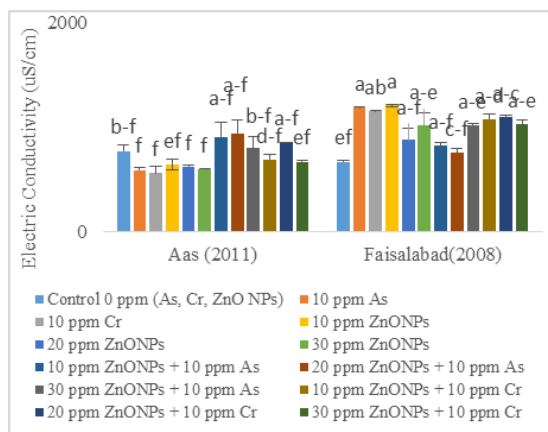 2000
Electric Conductivity (uS/cm)
0
b-f f f ef f f a-f a-f b-f d-f a-f ef
ef a ab a a-f a-e a-f c-f a-e a-d a-e
Aas (2011) Faisalabad(2008)
Control 0 ppm (As, Cr, ZnO NPs) 10 ppm As
10 ppm Cr 10 ppm ZnONPs
20 ppm ZnONPs 30 ppm ZnONPs
10 ppm ZnONPs + 10 ppm As 20 ppm ZnONPs + 10 ppm As
30 ppm ZnONPs + 10 ppm As 10 ppm ZnONPs + 10 ppm Cr
20 ppm ZnONPs + 10 ppm Cr 30 ppm ZnONPs + 10 ppm Cr